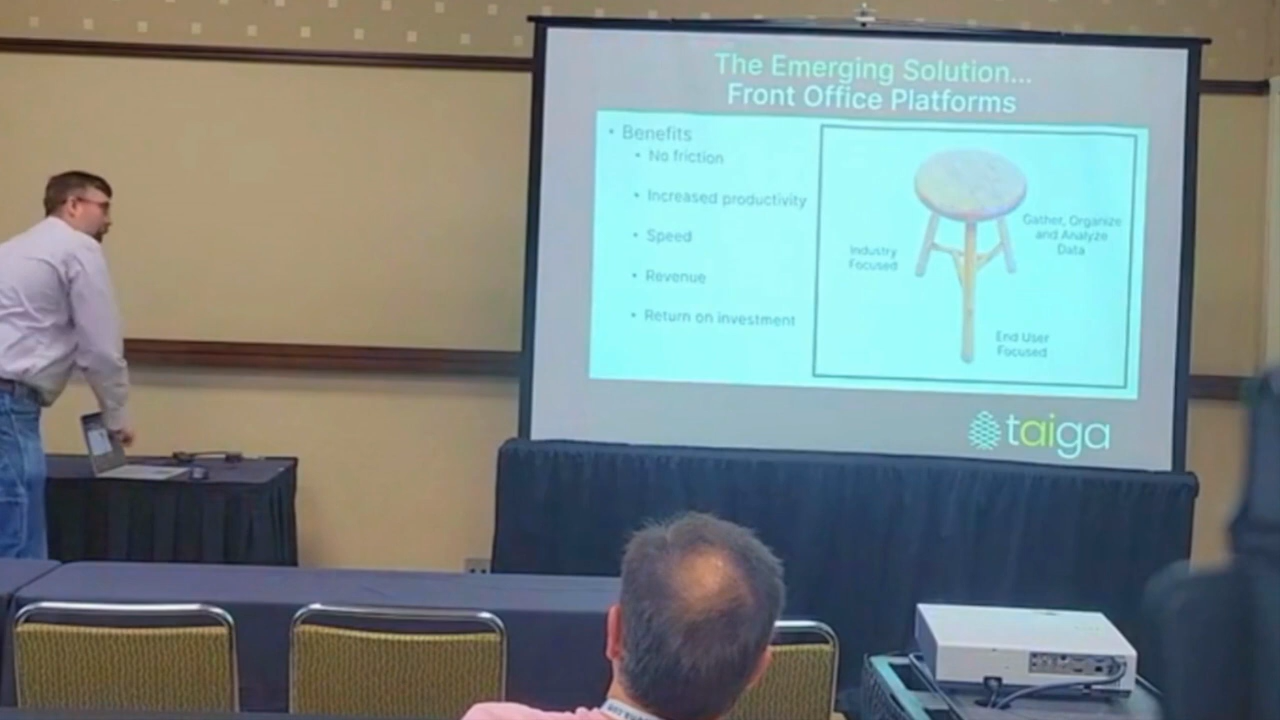 The Emerging Solution...
Front Office Platforms
• Benefits
• No friction
• Increased productivity
• Speed
• Revenue
• Return on investment
Industry
Focused
Gather, Organize
and Analyze
Data
End User
Focused
taiga